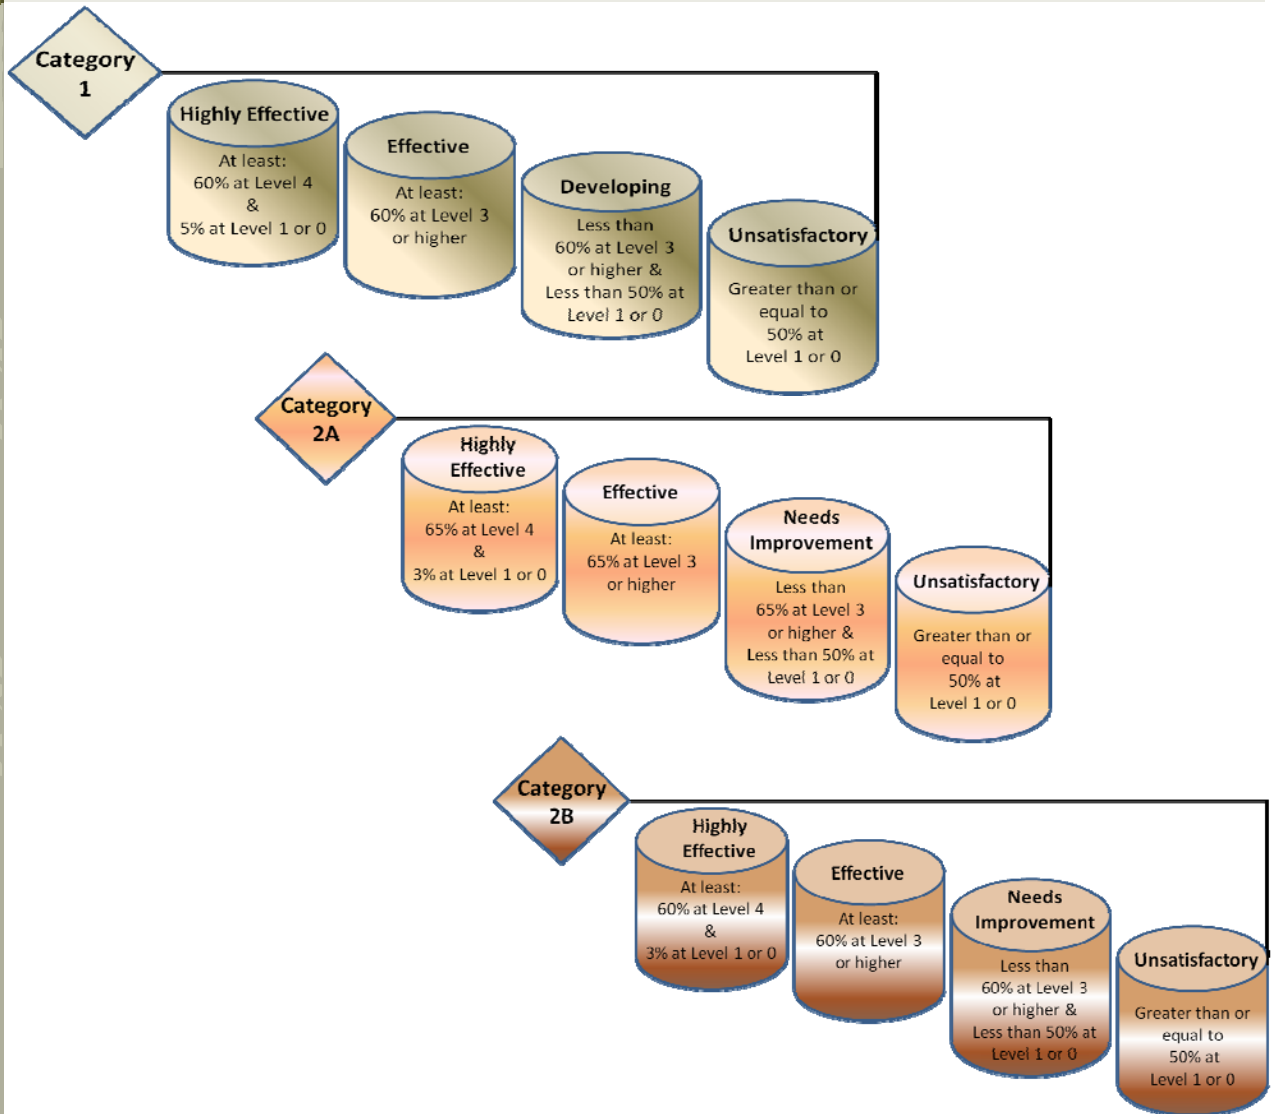 Category
1
Highly Effective
At least:
60% at Level 4
&
5% at Level 1 or 0
Effective
At least:
60% at Level 3
or higher
Developing
Less than
60% at Level 3
or higher &
Less than 50% at
Level 1 or 0
Unsatisfactory
Greater than or
equal to
50% at
Level 1 or 0
Category
2A
Highly
Effective
At least:
65% at Level 4
&
3% at Level 1 or 0
Effective
At least:
65% at Level 3
or higher
Needs
Improvement
Less than
65% at Level 3
or higher &
Less than 50% at
Level 1 or 0
Unsatisfactory
Greater than or
equal to
50% at
Level 1 or 0
Category
2B
Highly
Effective
At least:
60% at Level 4
&
3% at Level 1 or 0
Effective
At least:
60% at Level 3
or higher
Needs
Improvement
Less than
60% at Level 3
or higher &
Less than 50% at
Level 1 or 0
Unsatisfactory
Greater than or
equal to
50% at
Level 1 or 0